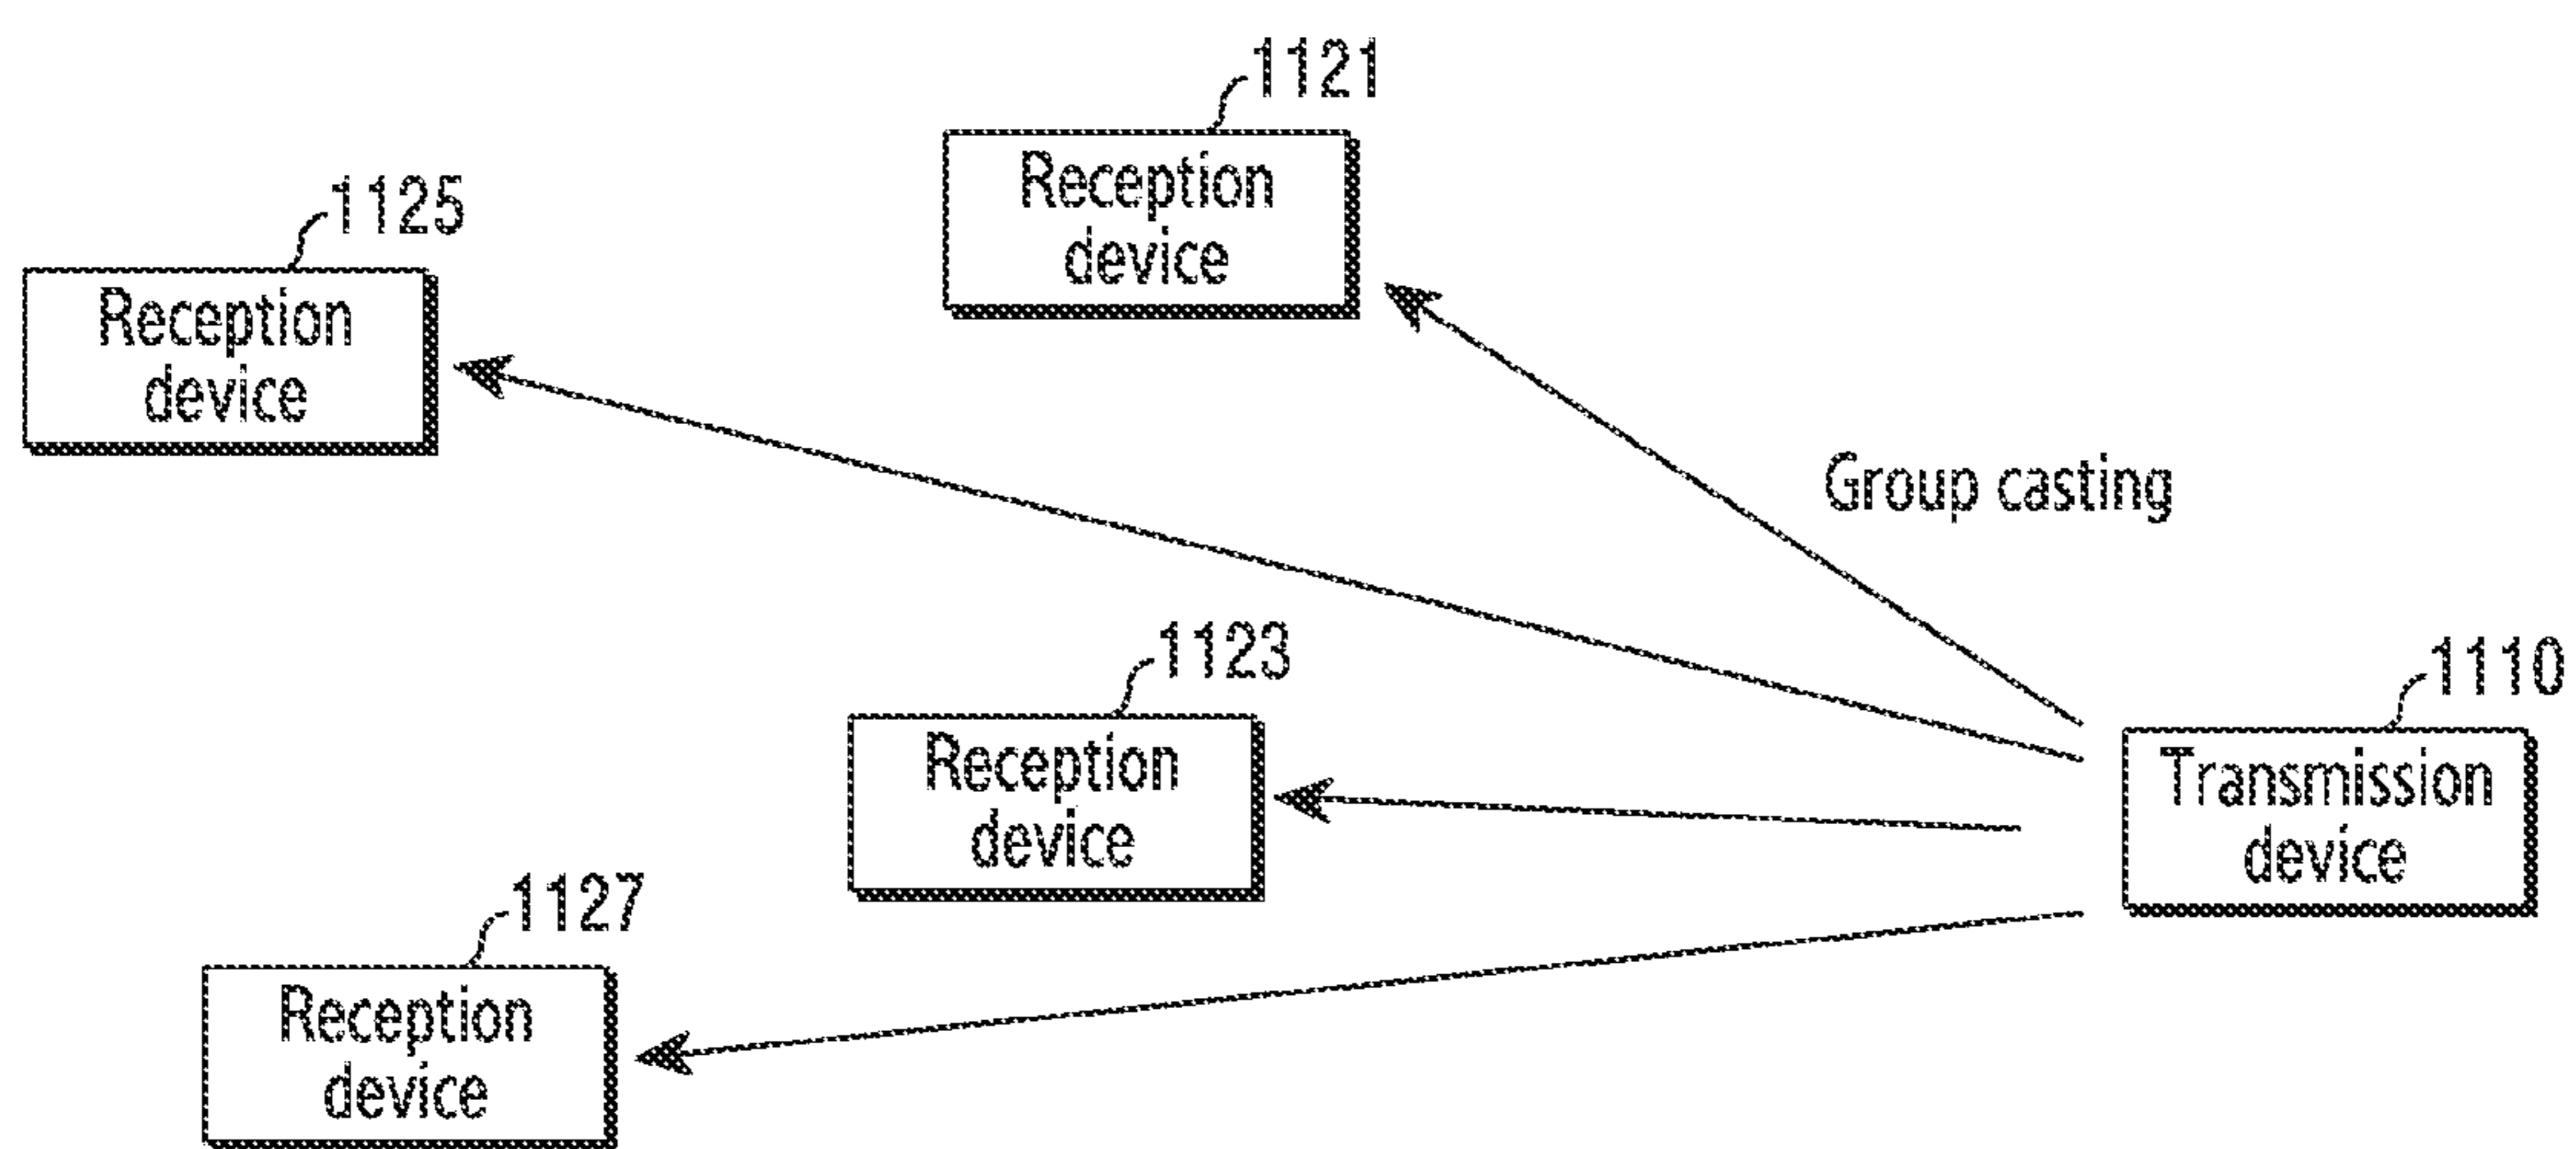 1121
Reception
device
1125
Reception
device
Group casting
1123
Reception
device
1110
Transmission
device
1127
Reception
device